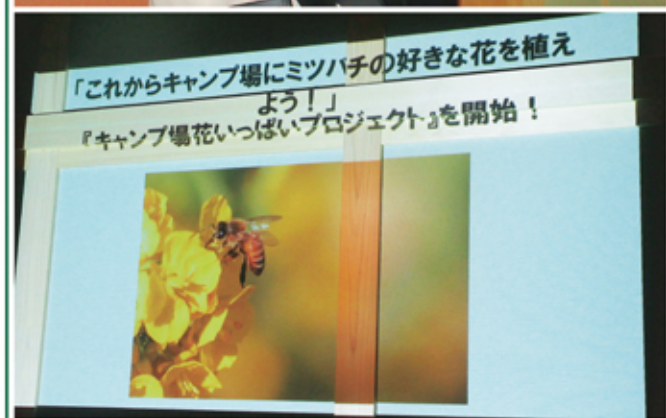 「これからキャンプ場にミツバチの好きな花を植え
よう！」
『キャンプ場花いっぱいプロジェクト』を開始！